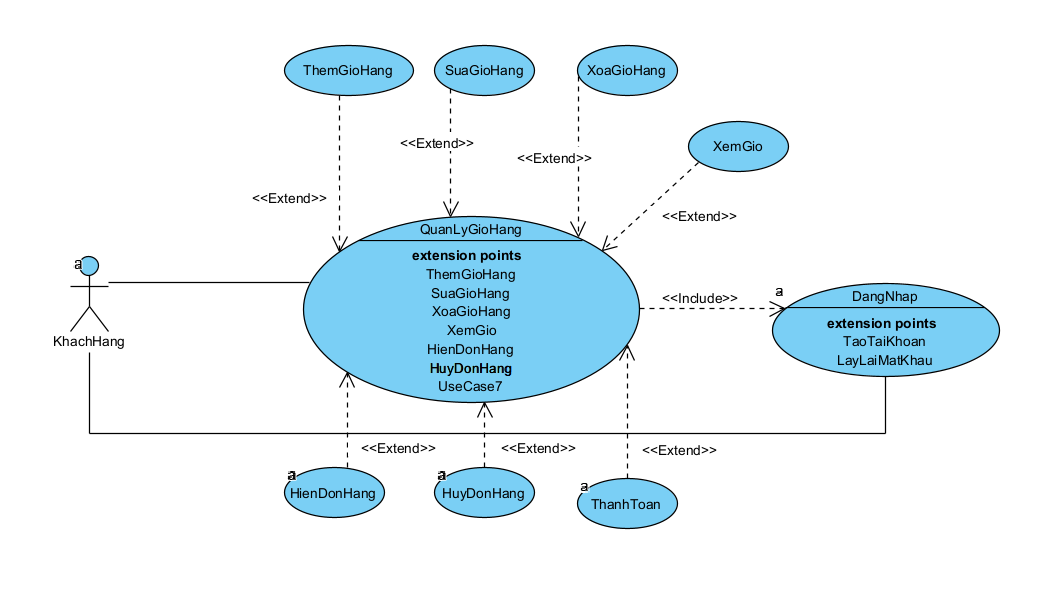 ThemGioHang
SuaGioHang
XoaGioHang
XemGio
<<Extend>>
<<Extend>>
<<Extend>>
<<Extend>>
QuanLyGioHang
extension points
ThemGioHang
SuaGioHang
XoaGioHang
XemGio
HienDonHang
HuyDonHang
UseCase7
a
KhachHang
<<Include>>
a
DangNhap
extension points
TaoTaiKhoan
LayLaiMatKhau
<<Extend>>
<<Extend>>
<<Extend>>
a
HienDonHang
a
HuyDonHang
a
ThanhToan